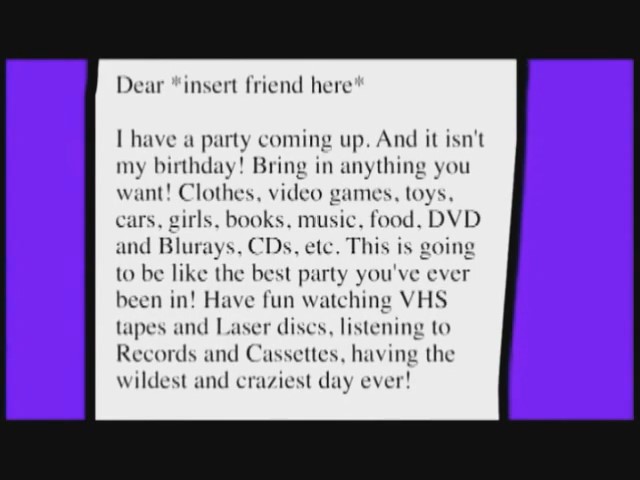 Dear *insert friend here*
I have a party coming up. And it isn't
my birthday! Bring in anything you
want! Clothes, video games, toys,
cars, girls, books, music, food, DVD
and Blurays, CDs, etc. This is going
to be like the best party you've ever
been in! Have fun watching VHS
tapes and Laser discs, listening to
Records and Cassettes, having the
wildest and craziest day ever!